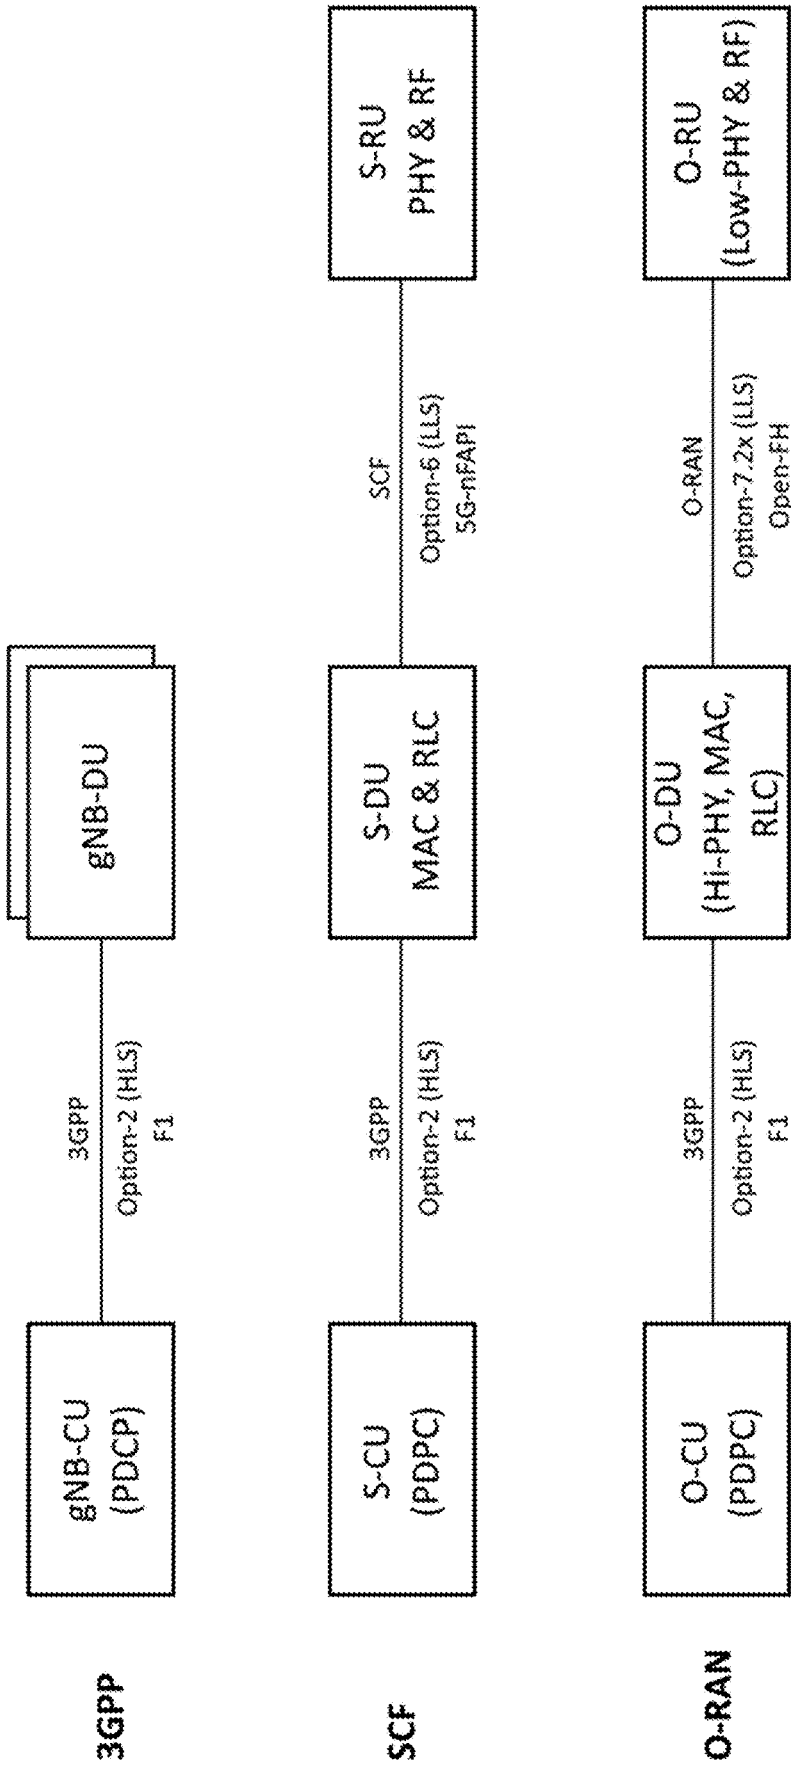 3GPP
gNB-CU
(PDCP)
3GPP
Option-2 (HLS)
F1
gNB-DU
SCF
S-CU
(PDPC)
3GPP
Option-2 (HLS)
F1
S-DU
MAC & RLC
SCF
Option-6 (LLS)
5G-nFAPI
S-RU
PHY & RF
O-RAN
O-CU
(PDPC)
3GPP
Option-2 (HLS)
F1
O-DU
(Hi-PHY, MAC,
RLC)
O-RAN
Option-7.2x (LLS)
Open-FH
O-RU
(Low-PHY & RF)